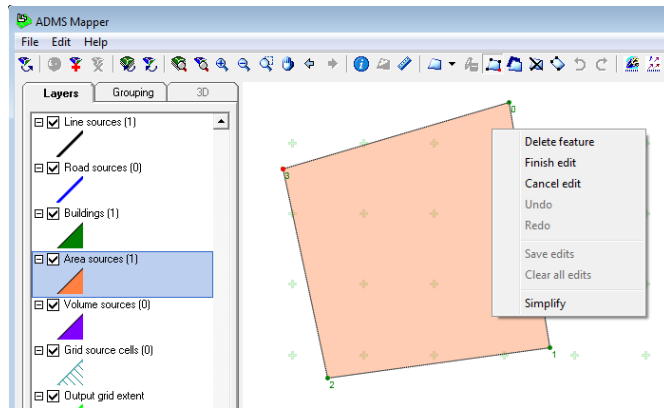 ADMS Mapper
File Edit Help
Layers Grouping 3D
Line sources (1)
Road sources (0)
Buildings (1)
Area sources (1)
Volume sources (0)
Grid source cells (0)
Output grid extent
0
3
1
2
Delete feature
Finish edit
Cancel edit
Undo
Redo
Save edits
Clear all edits
Simplify